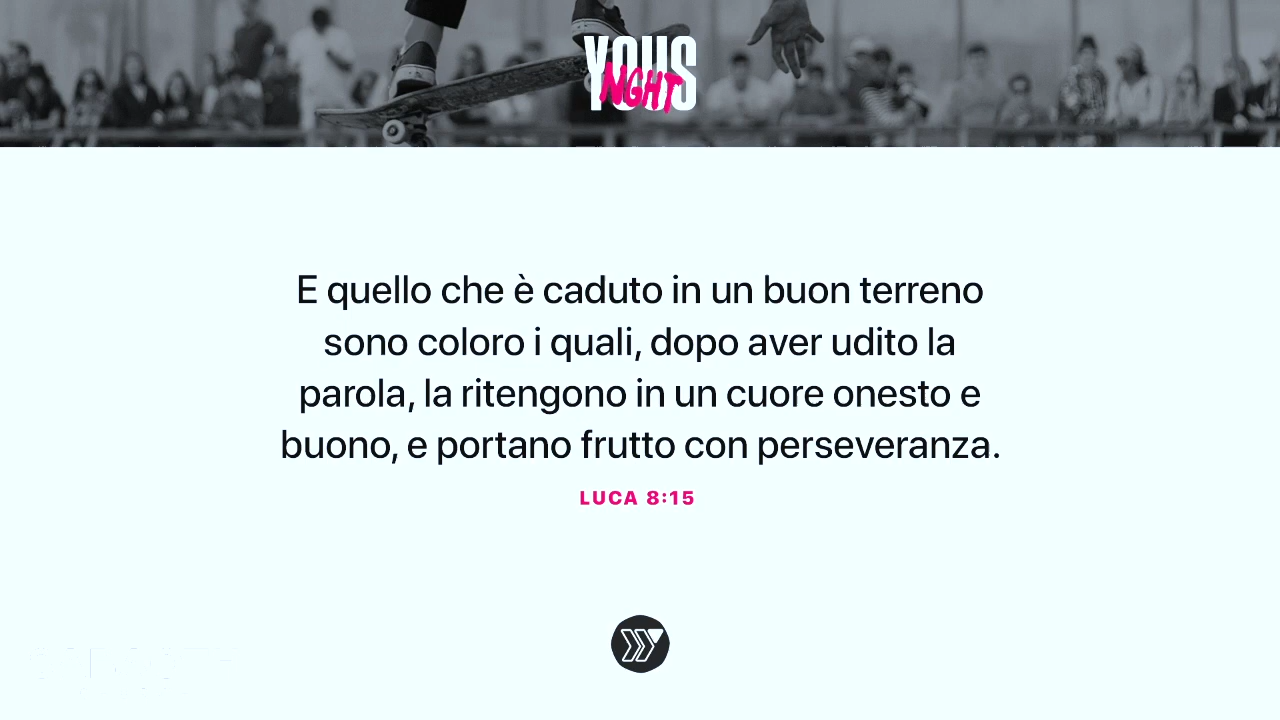 YOUS
NGHT
E quello che è caduto in un buon terreno
sono coloro i quali, dopo aver udito la
parola, la ritengono in un cuore onesto e
buono, e portano frutto con perseveranza.
LUCA 8:15